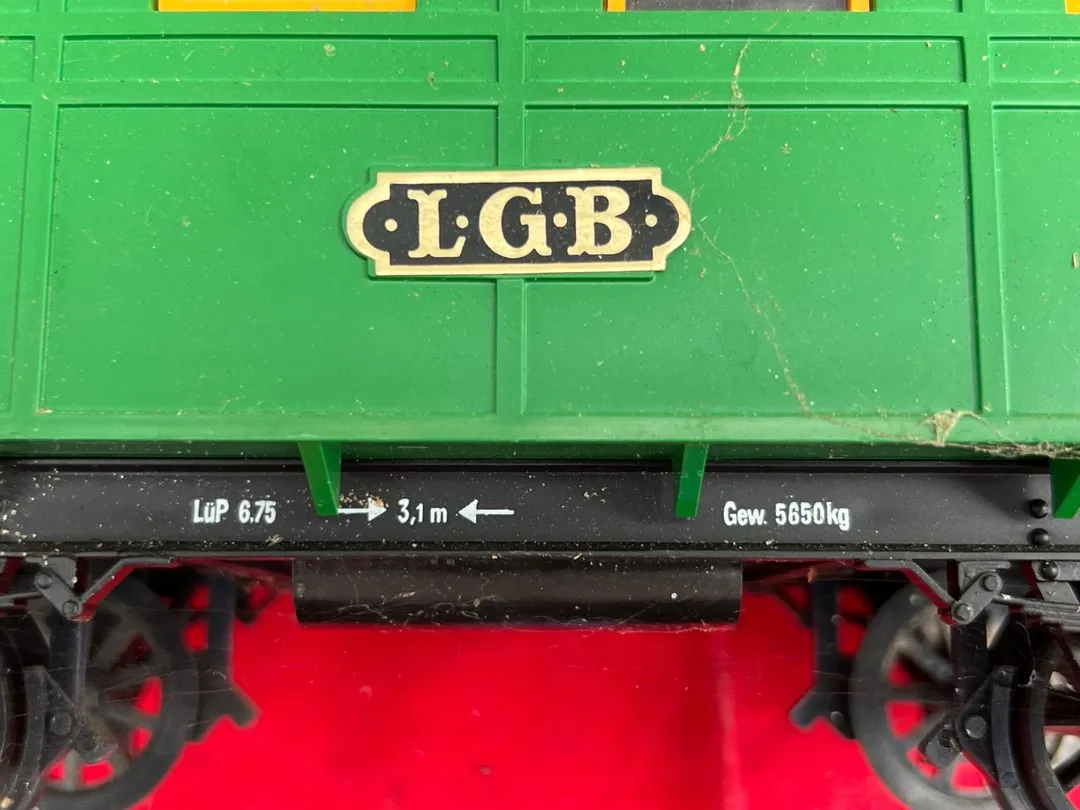 L·G·B
LüP 6.75 → 3,1 m ← Gew. 5650kg